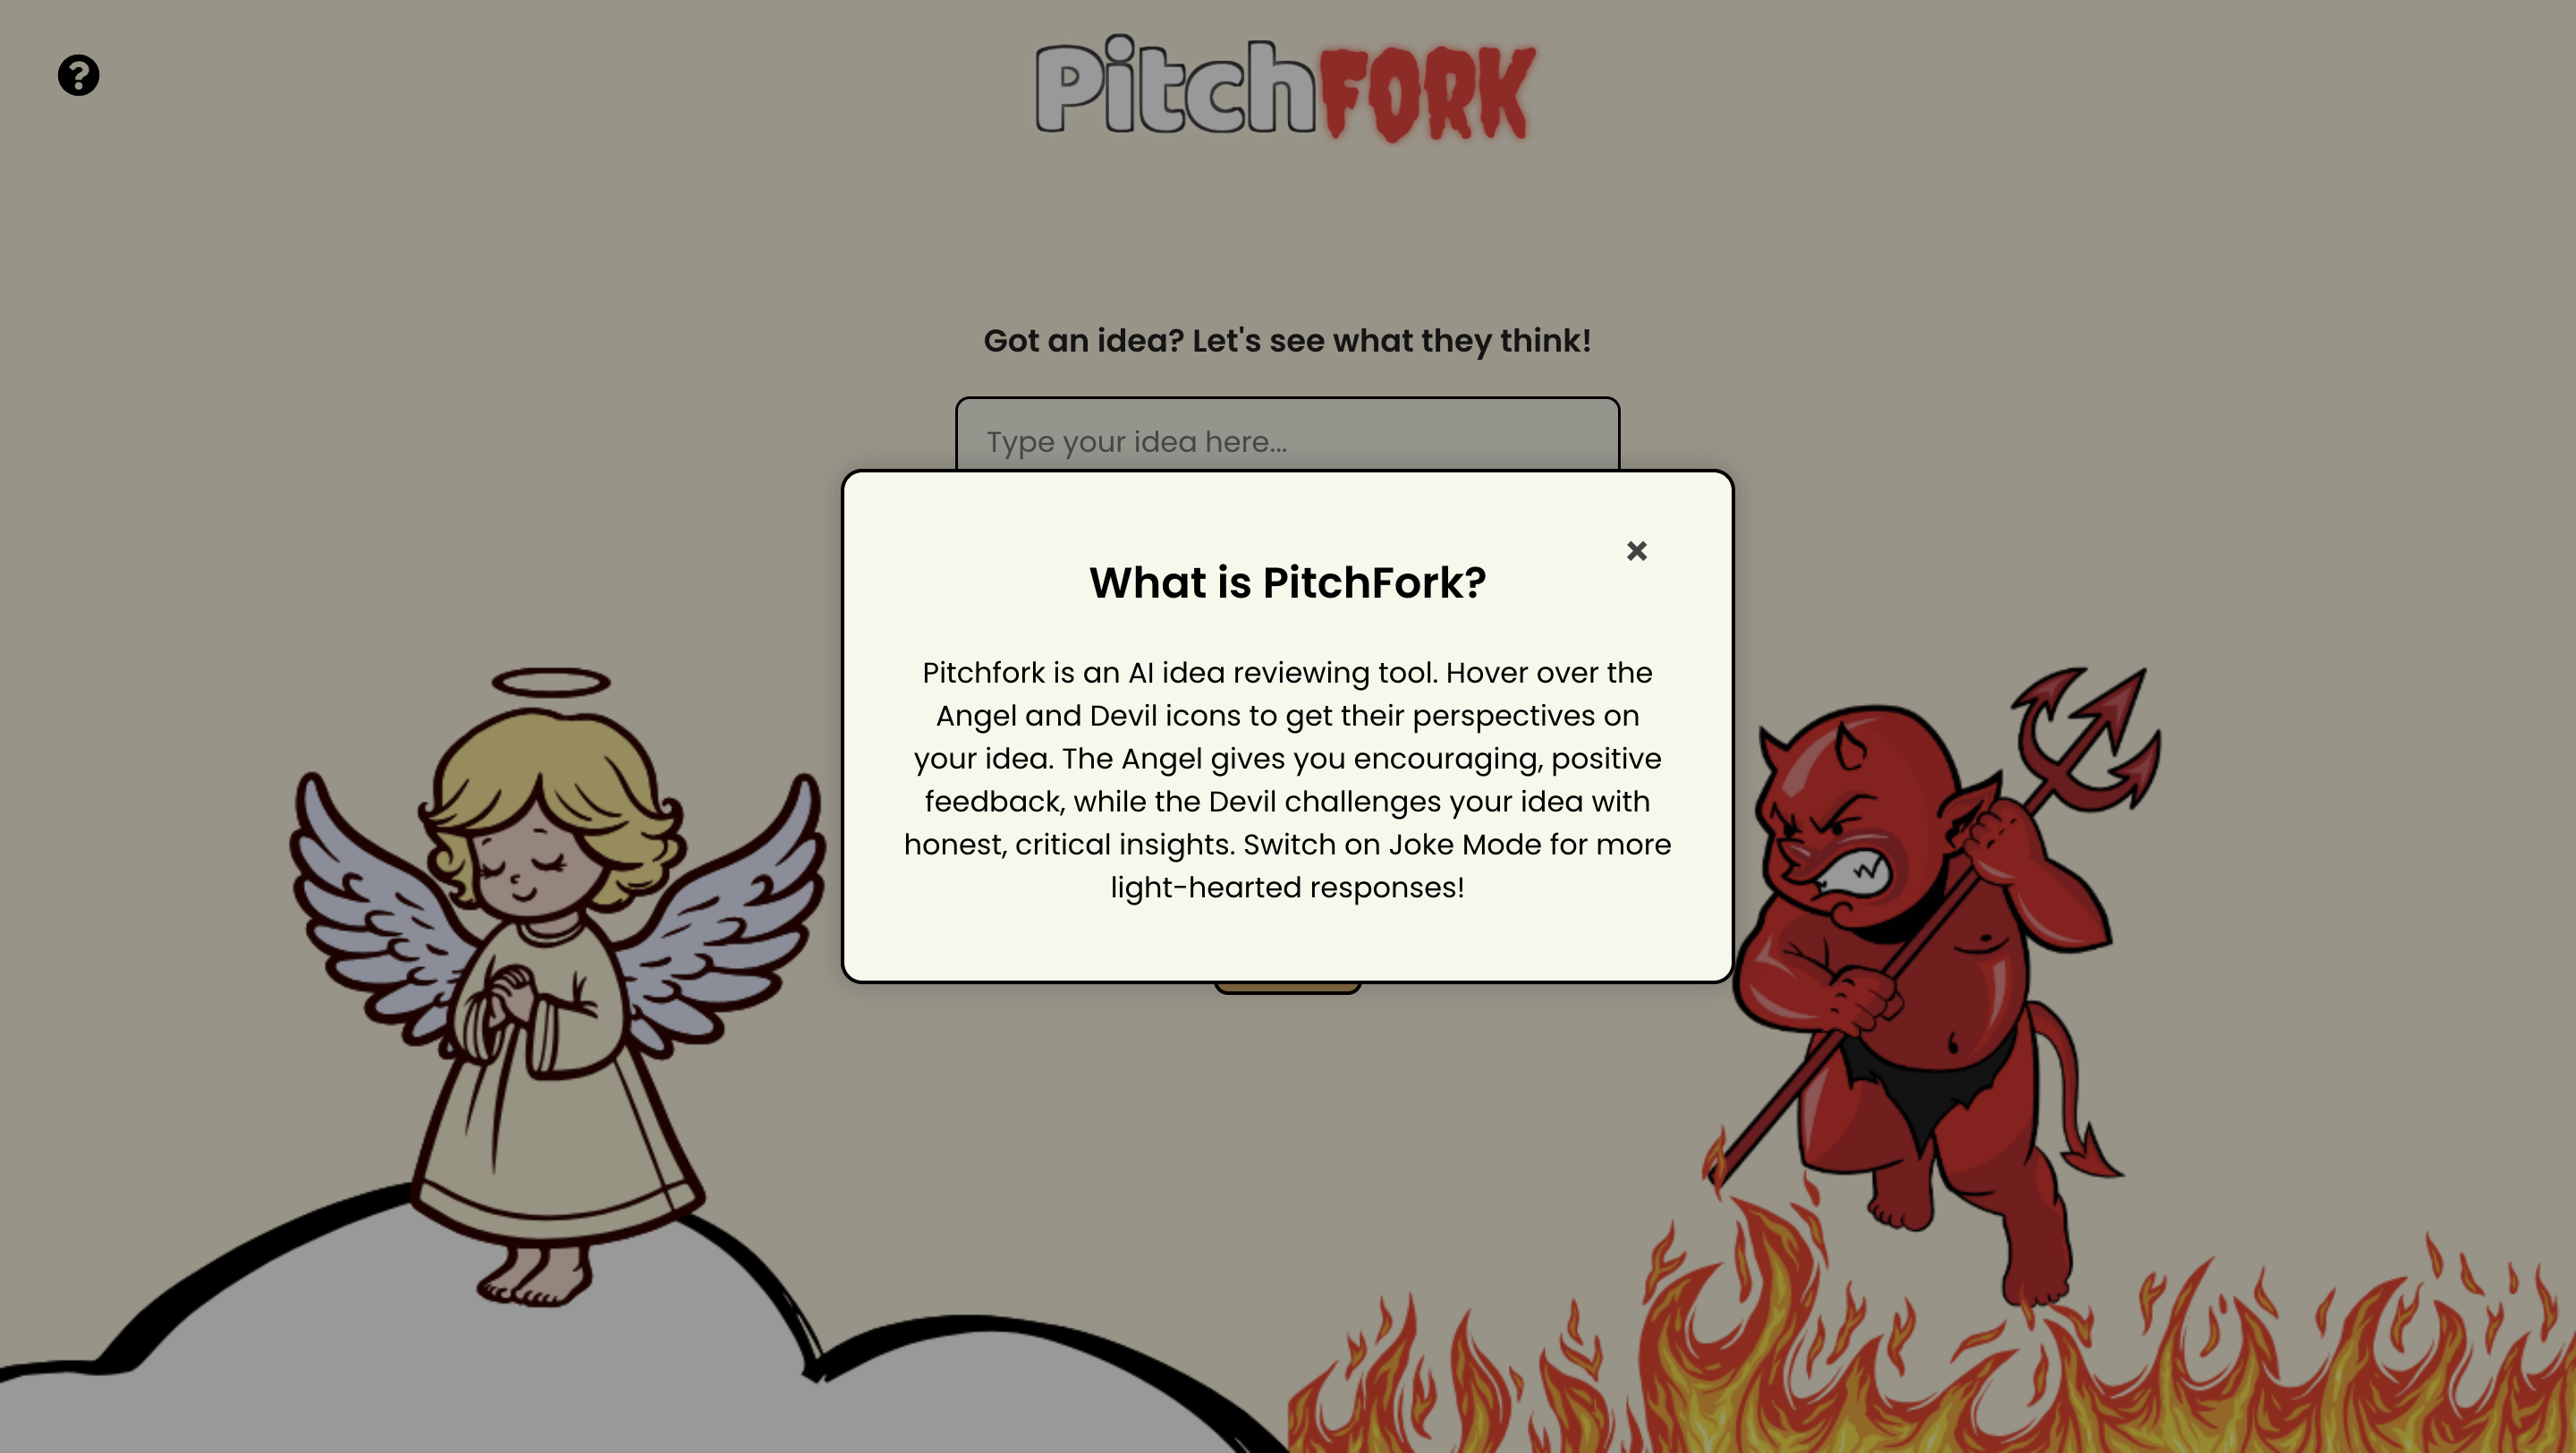 PitchFORK
Got an idea? Let's see what they think!
Type your idea here...
What is PitchFork?
Pitchfork is an AI idea reviewing tool. Hover over the
Angel and Devil icons to get their perspectives on
your idea. The Angel gives you encouraging, positive
feedback, while the Devil challenges your idea with
honest, critical insights. Switch on Joke Mode for more
light-hearted responses!